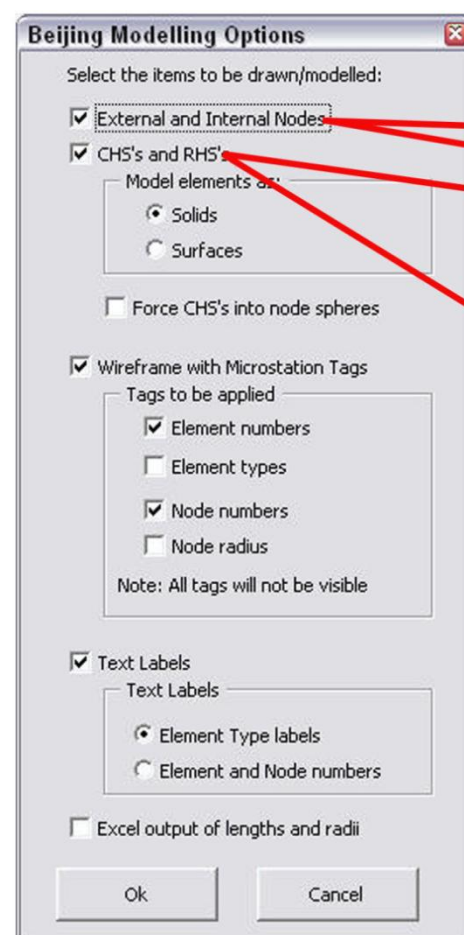 Beijing Modelling Options
Select the items to be drawn/modelled:
External and Internal Nodes
CHS's and RHS's
Model elements as:
Solids
Surfaces
Force CHS's into node spheres
Wireframe with Microstation Tags
Tags to be applied
Element numbers
Element types
Node numbers
Node radius
Note: All tags will not be visible
Text Labels
Text Labels
Element Type labels
Element and Node numbers
Excel output of lengths and radii
Ok
Cancel